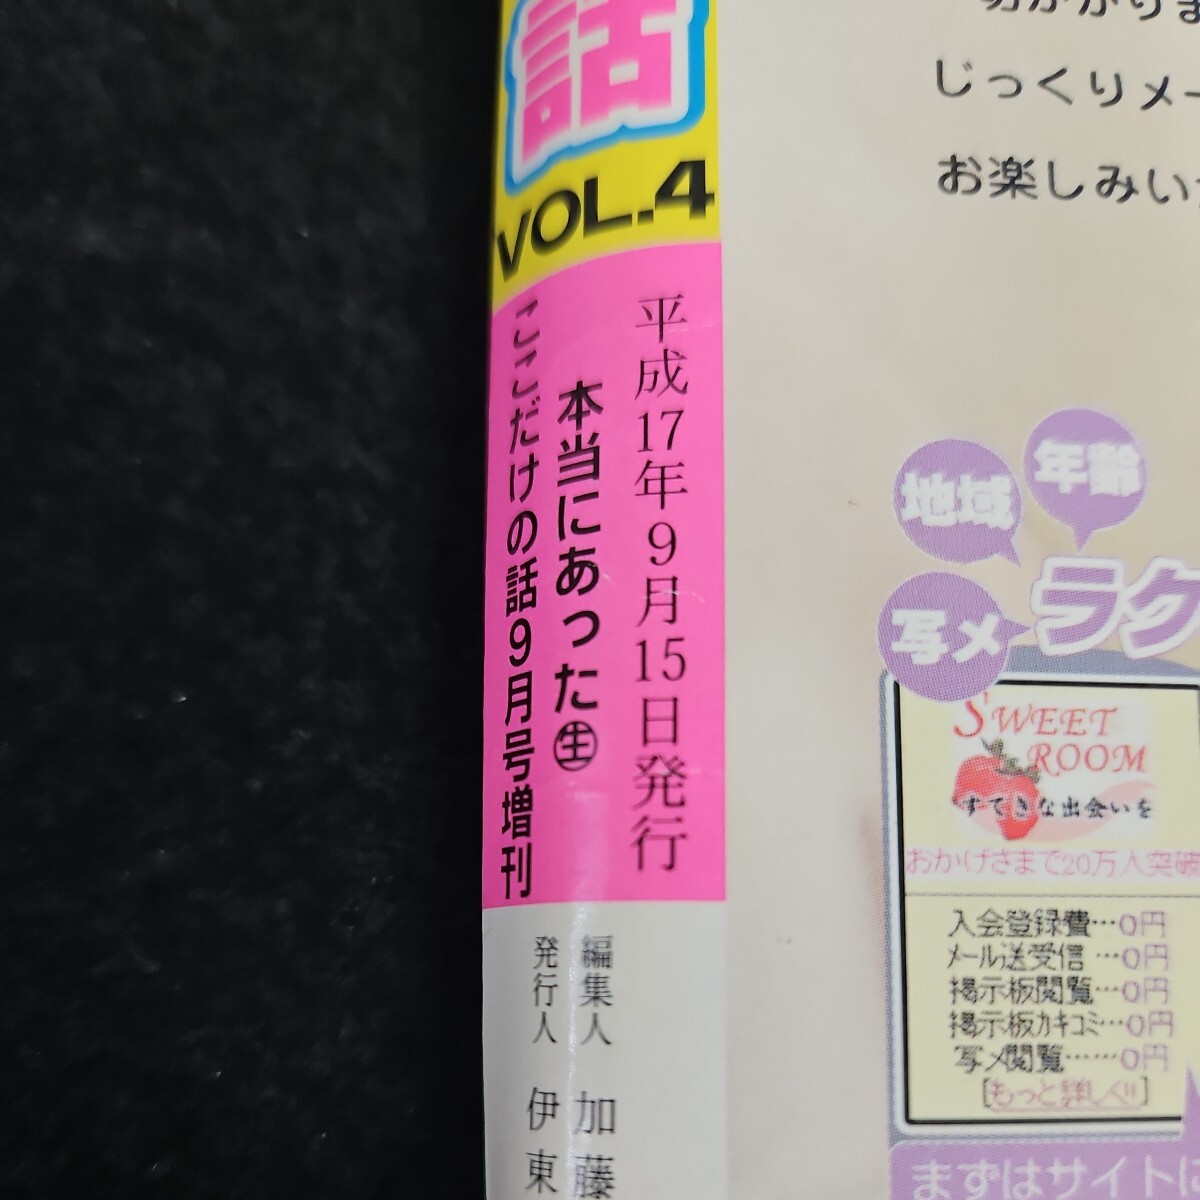 話
VOL.4
平成17年9月15日発行
本当にあった㊤
ここだけの話9月号増刊
編集人 加藤
発行人 伊東
じっくりメー
お楽しみい
地域
年齢
写メ
ラク
SWEET
ROOM
すてきな出会いを
おかげさまで20万人突破
入会登録費…0円
メール送受信…0円
掲示板閲覧…0円
掲示板カキコミ…0円
写メ閲覧……0円
[もっと詳しく!!]
まずはサイトに